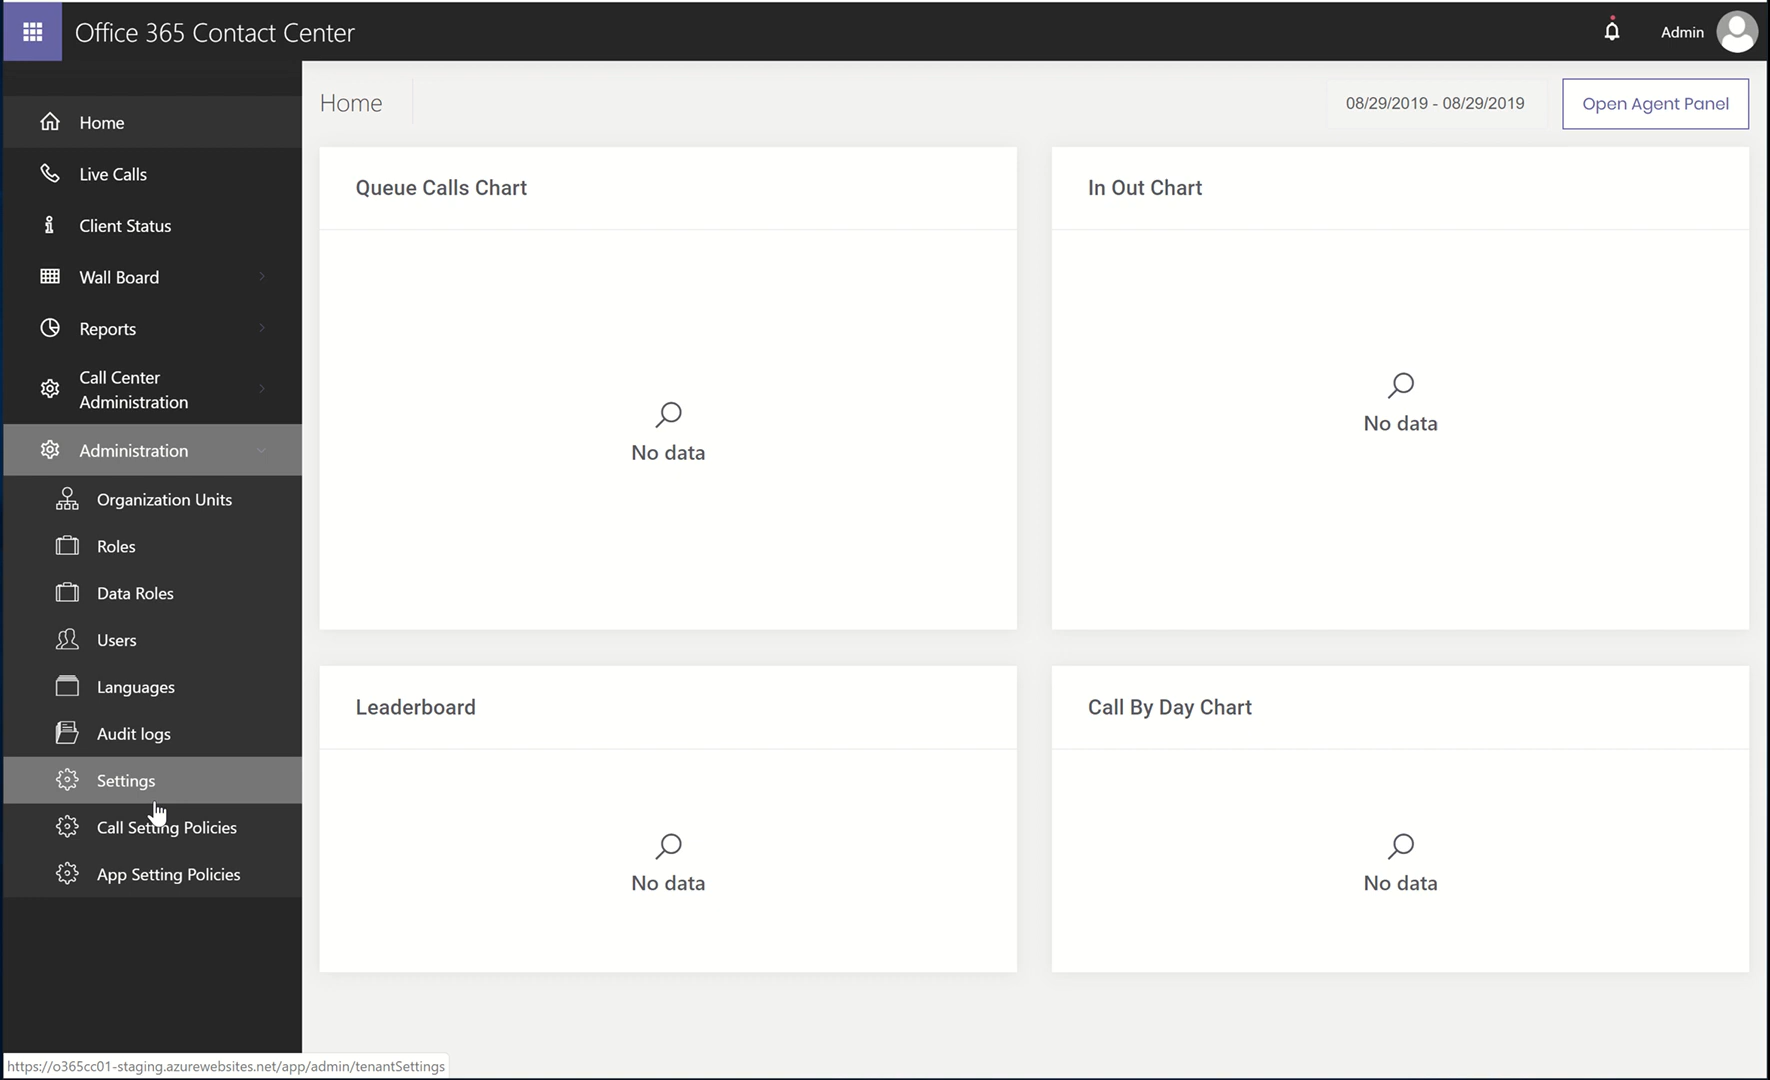 Office 365 Contact Center
Admin
Home
Live Calls
Client Status
Wall Board
Reports
Call Center
Administration
Administration
Organization Units
Roles
Data Roles
Users
Languages
Audit logs
Settings
Call Setting Policies
App Setting Policies
Home
08/29/2019 - 08/29/2019
Open Agent Panel
Queue Calls Chart
No data
In Out Chart
No data
Leaderboard
No data
Call By Day Chart
No data
https://o365cc01-staging.azurewebsites.net/app/admin/tenantSettings